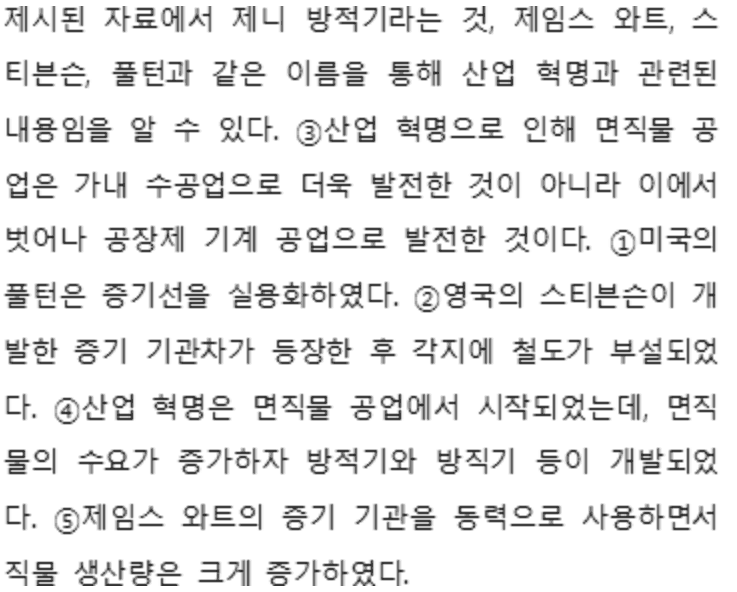 제시된 자료에서 제니 방적기라는 것, 제임스 와트, 스
티븐슨, 풀턴과 같은 이름을 통해 산업 혁명과 관련된
내용임을 알 수 있다. ③산업 혁명으로 인해 면직물 공
업은 가내 수공업으로 더욱 발전한 것이 아니라 이에서
벗어나 공장제 기계 공업으로 발전한 것이다. ①미국의
풀턴은 증기선을 실용화하였다. ②영국의 스티븐슨이 개
발한 증기 기관차가 등장한 후 각지에 철도가 부설되었
다. ④산업 혁명은 면직물 공업에서 시작되었는데, 면직
물의 수요가 증가하자 방적기와 방직기 등이 개발되었
다. ⑤제임스 와트의 증기 기관을 동력으로 사용하면서
직물 생산량은 크게 증가하였다.